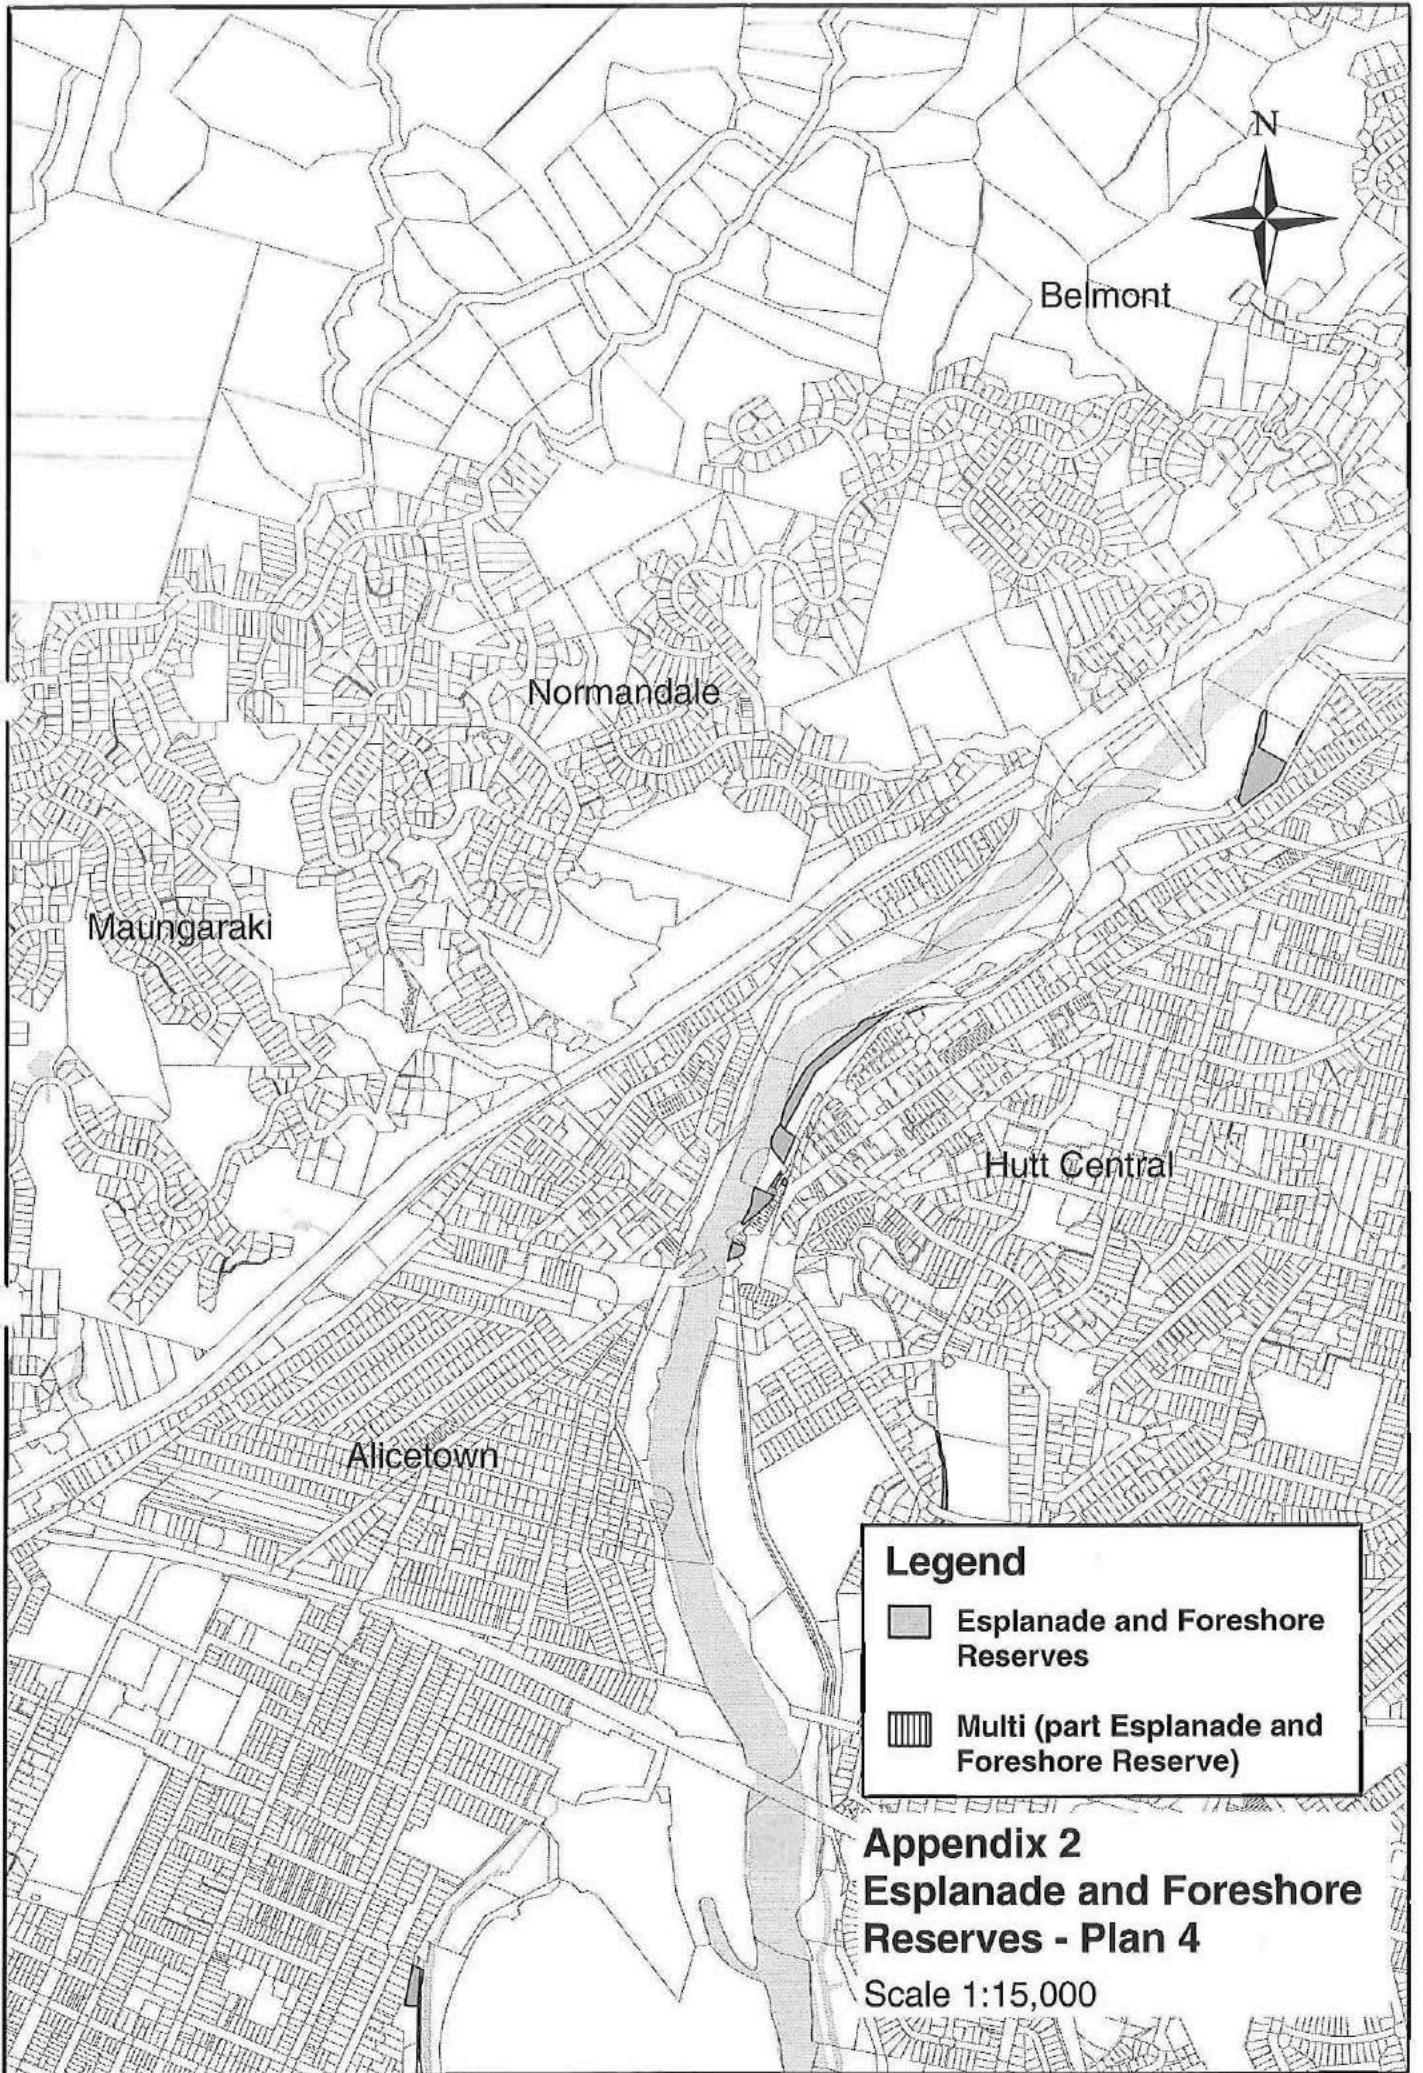 N
Belmont
Normandale
Maungaraki
Hutt Central
Alicetown
Legend
Esplanade and Foreshore
Reserves
Multi (part Esplanade and
Foreshore Reserve)
Appendix 2
Esplanade and Foreshore
Reserves - Plan 4
Scale 1:15,000